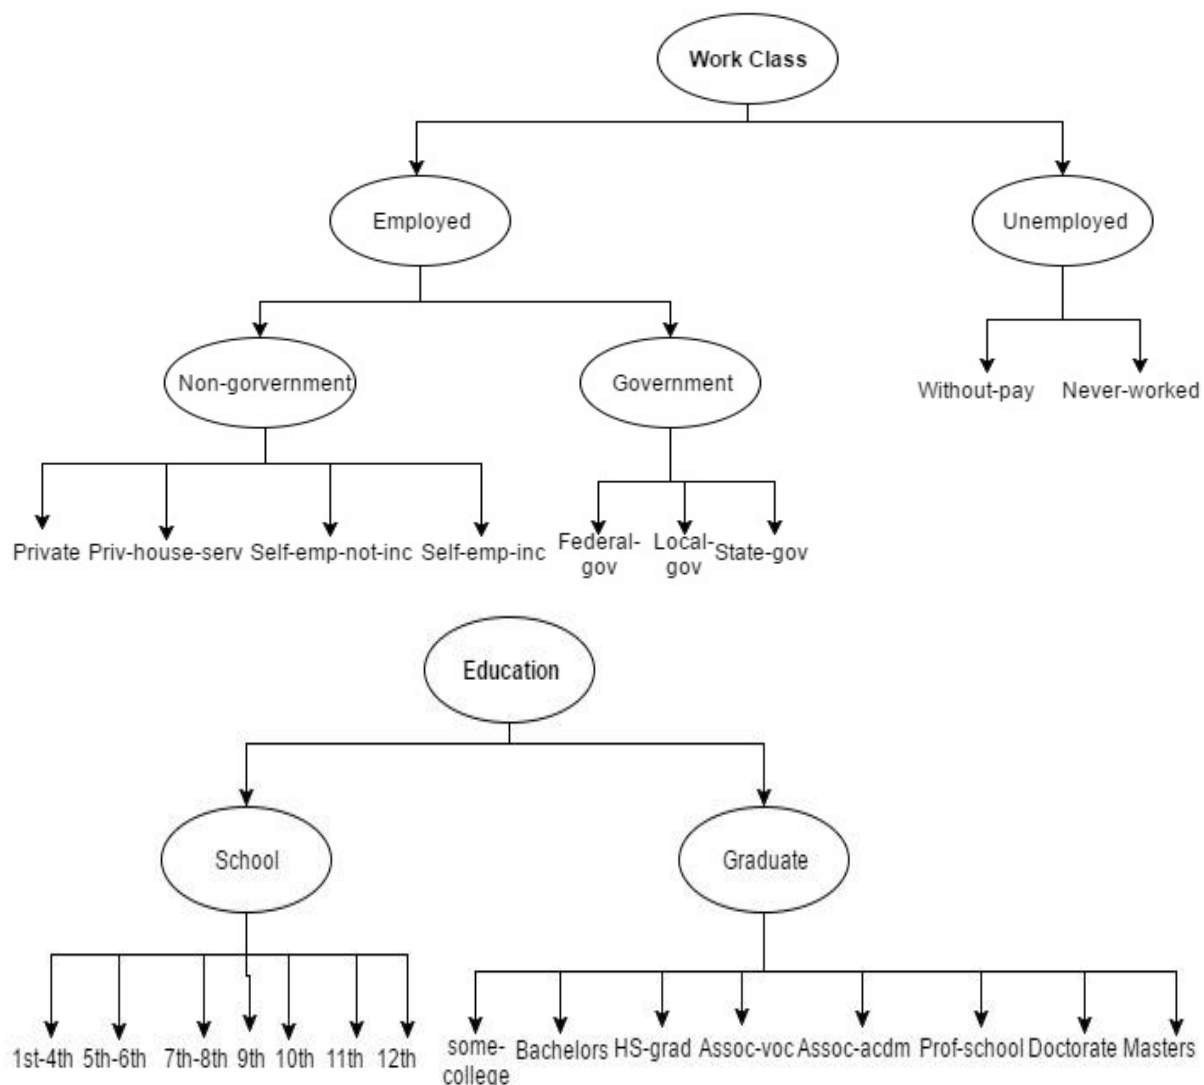 Work Class
Employed
Unemployed
Non-gorvernment
Government
Without-pay
Never-worked
Private
Priv-house-serv
Self-emp-not-inc
Self-emp-inc
Federal-
gov
Local-
gov
State-gov
Education
School
Graduate
1st-4th
5th-6th
7th-8th
9th
10th
11th
12th
some-
college
Bachelors
HS-grad
Assoc-voc
Assoc-acdm
Prof-school
Doctorate
Masters